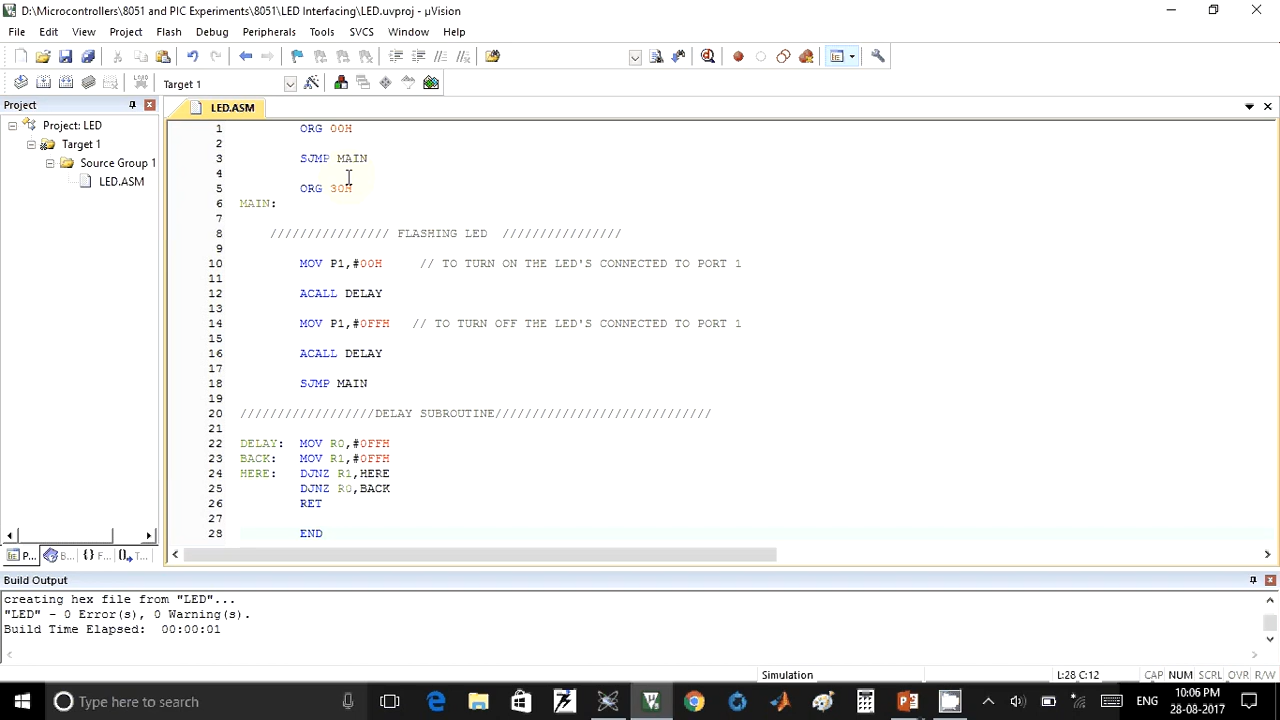 D:\Microcontrollers\8051 and PIC Experiments\8051\LED Interfacing\LED.uvproj - µVision
File Edit View Project Flash Debug Peripherals Tools SVCS Window Help
Target 1
Project
LED.ASM
Project: LED
Target 1
Source Group 1
LED.ASM
1 ORG 00H
2
3 SJMP MAIN
4
5 ORG 30H
6 MAIN:
7
8 //////////////// FLASHING LED ////////////////
9
10 MOV P1,#00H // TO TURN ON THE LED'S CONNECTED TO PORT 1
11
12 ACALL DELAY
13
14 MOV P1,#0FFH // TO TURN OFF THE LED'S CONNECTED TO PORT 1
15
16 ACALL DELAY
17
18 SJMP MAIN
19
20 //////////////////DELAY SUBROUTINE/////////////////////////////
21
22 DELAY: MOV R0,#0FFH
23 BACK: MOV R1,#0FFH
24 HERE: DJNZ R1,HERE
25 DJNZ R0,BACK
26 RET
27
28 END
P... B... {} F... T...
Build Output
creating hex file from "LED"...
"LED" - 0 Error(s), 0 Warning(s).
Build Time Elapsed: 00:00:01
Simulation L:28 C:12 CAP NUM SCRL OVR R/W
Type here to search
ENG
10:06 PM
28-08-2017